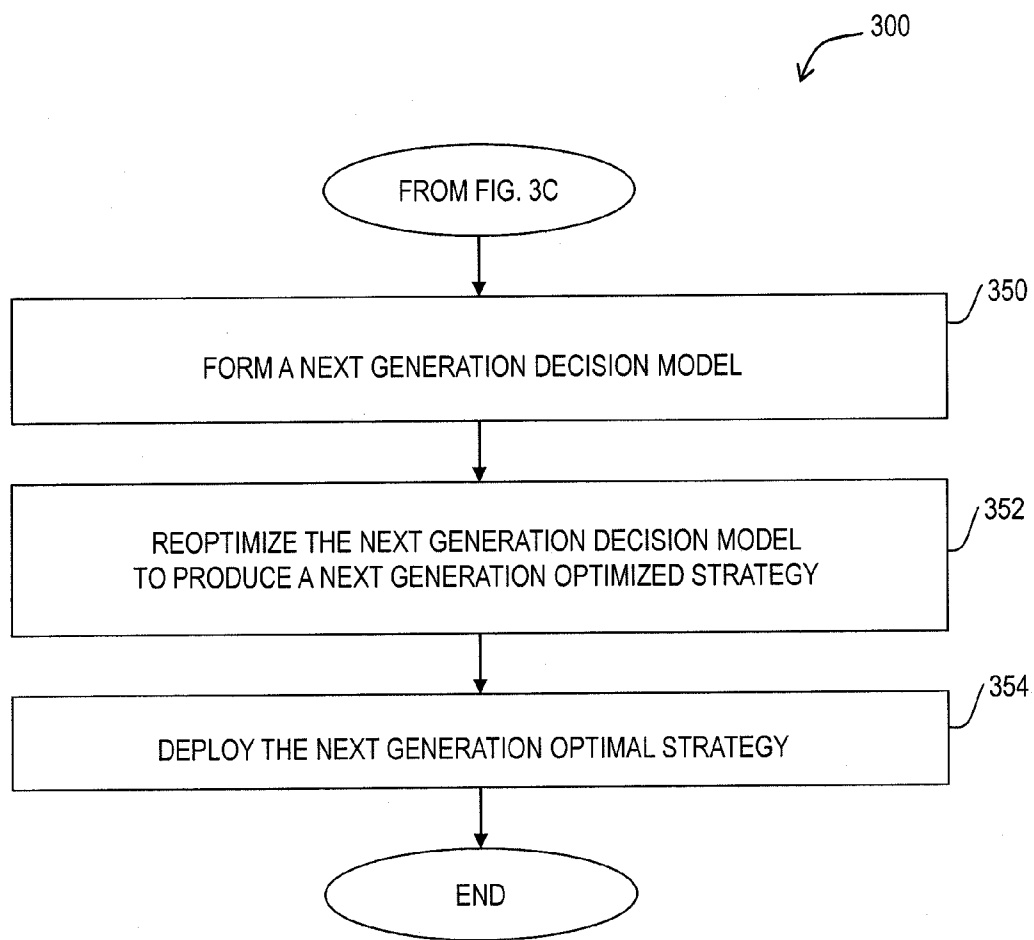 300
FROM FIG. 3C
350
FORM A NEXT GENERATION DECISION MODEL
352
REOPTIMIZE THE NEXT GENERATION DECISION MODEL
TO PRODUCE A NEXT GENERATION OPTIMIZED STRATEGY
354
DEPLOY THE NEXT GENERATION OPTIMAL STRATEGY
END